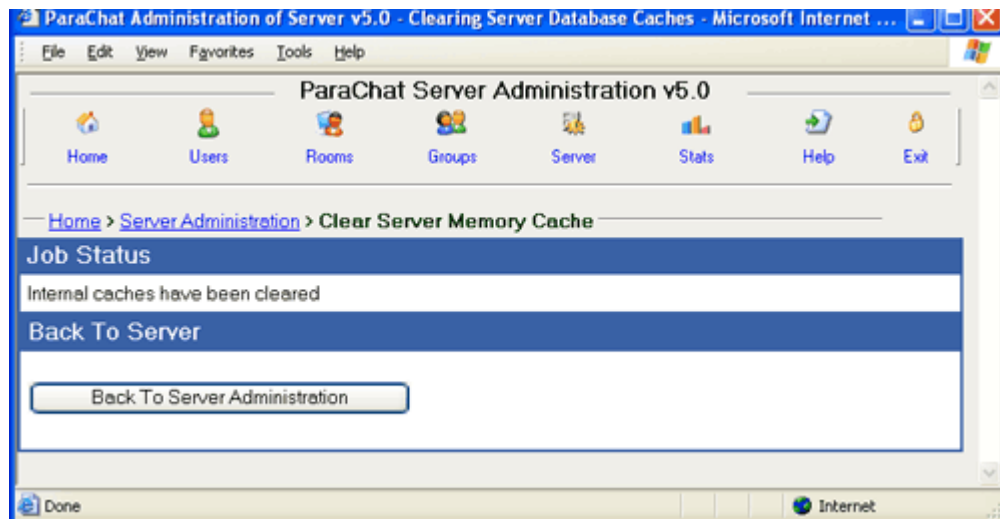 ParaChat Administration of Server v5.0 - Clearing Server Database Caches - Microsoft Internet ...
File Edit View Favorites Tools Help
ParaChat Server Administration v5.0
Home Users Rooms Groups Server Stats Help Exit
Home > Server Administration > Clear Server Memory Cache
Job Status
Internal caches have been cleared
Back To Server
Back To Server Administration
Done Internet